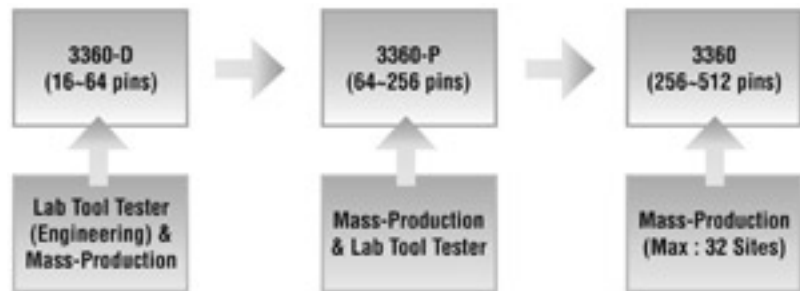 3360-D
(16~64 pins)
3360-P
(64~256 pins)
3360
(256~512 pins)
Lab Tool Tester
(Engineering) &
Mass-Production
Mass-Production
& Lab Tool Tester
Mass-Production
(Max : 32 Sites)